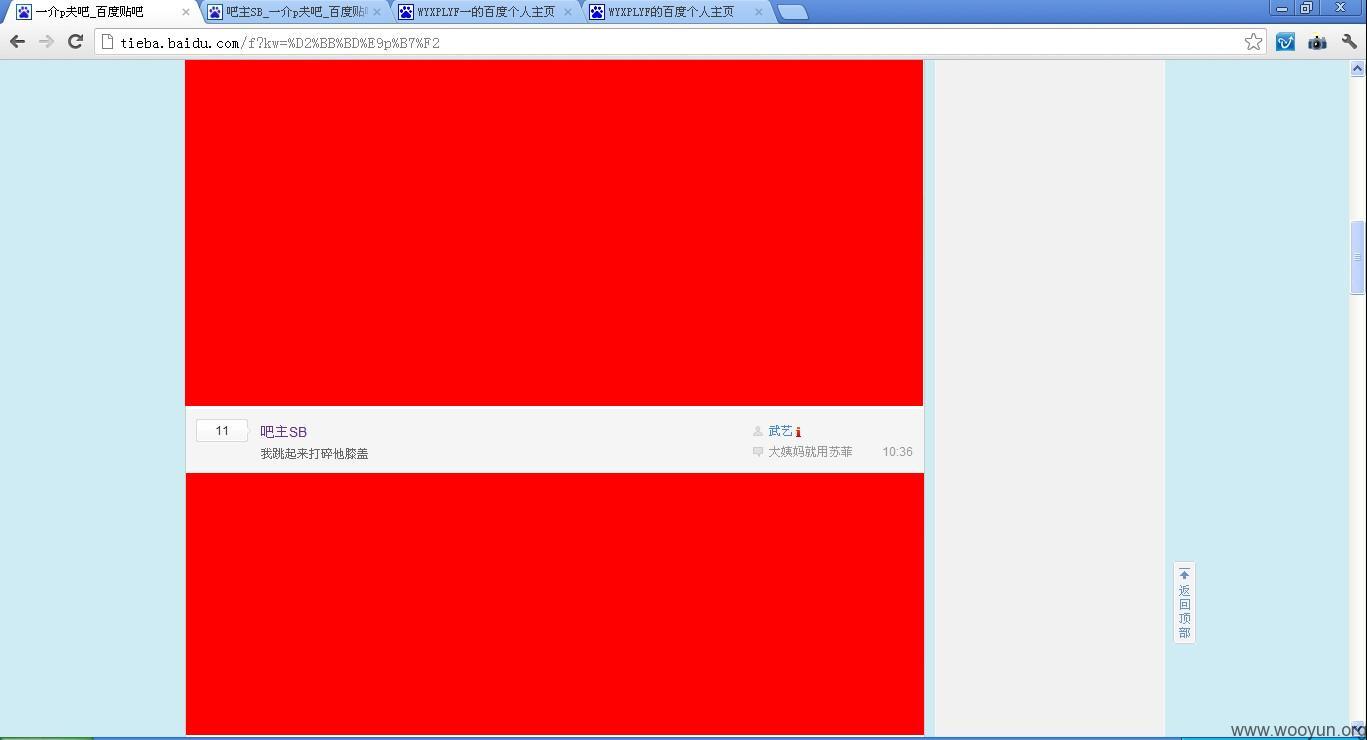 一介p夫吧_百度贴吧
吧主SB_一介p夫吧_百度贴
WYXPLYF一的百度个人主页
WYXPLYF的百度个人主页
tieba.baidu.com/f?kw=%D2%BB%BD%E9p%B7%F2
11
吧主SB
武艺
我跳起来打碎他膝盖
大姨妈就用苏菲
10:36
返回顶部
www.wooyun.org